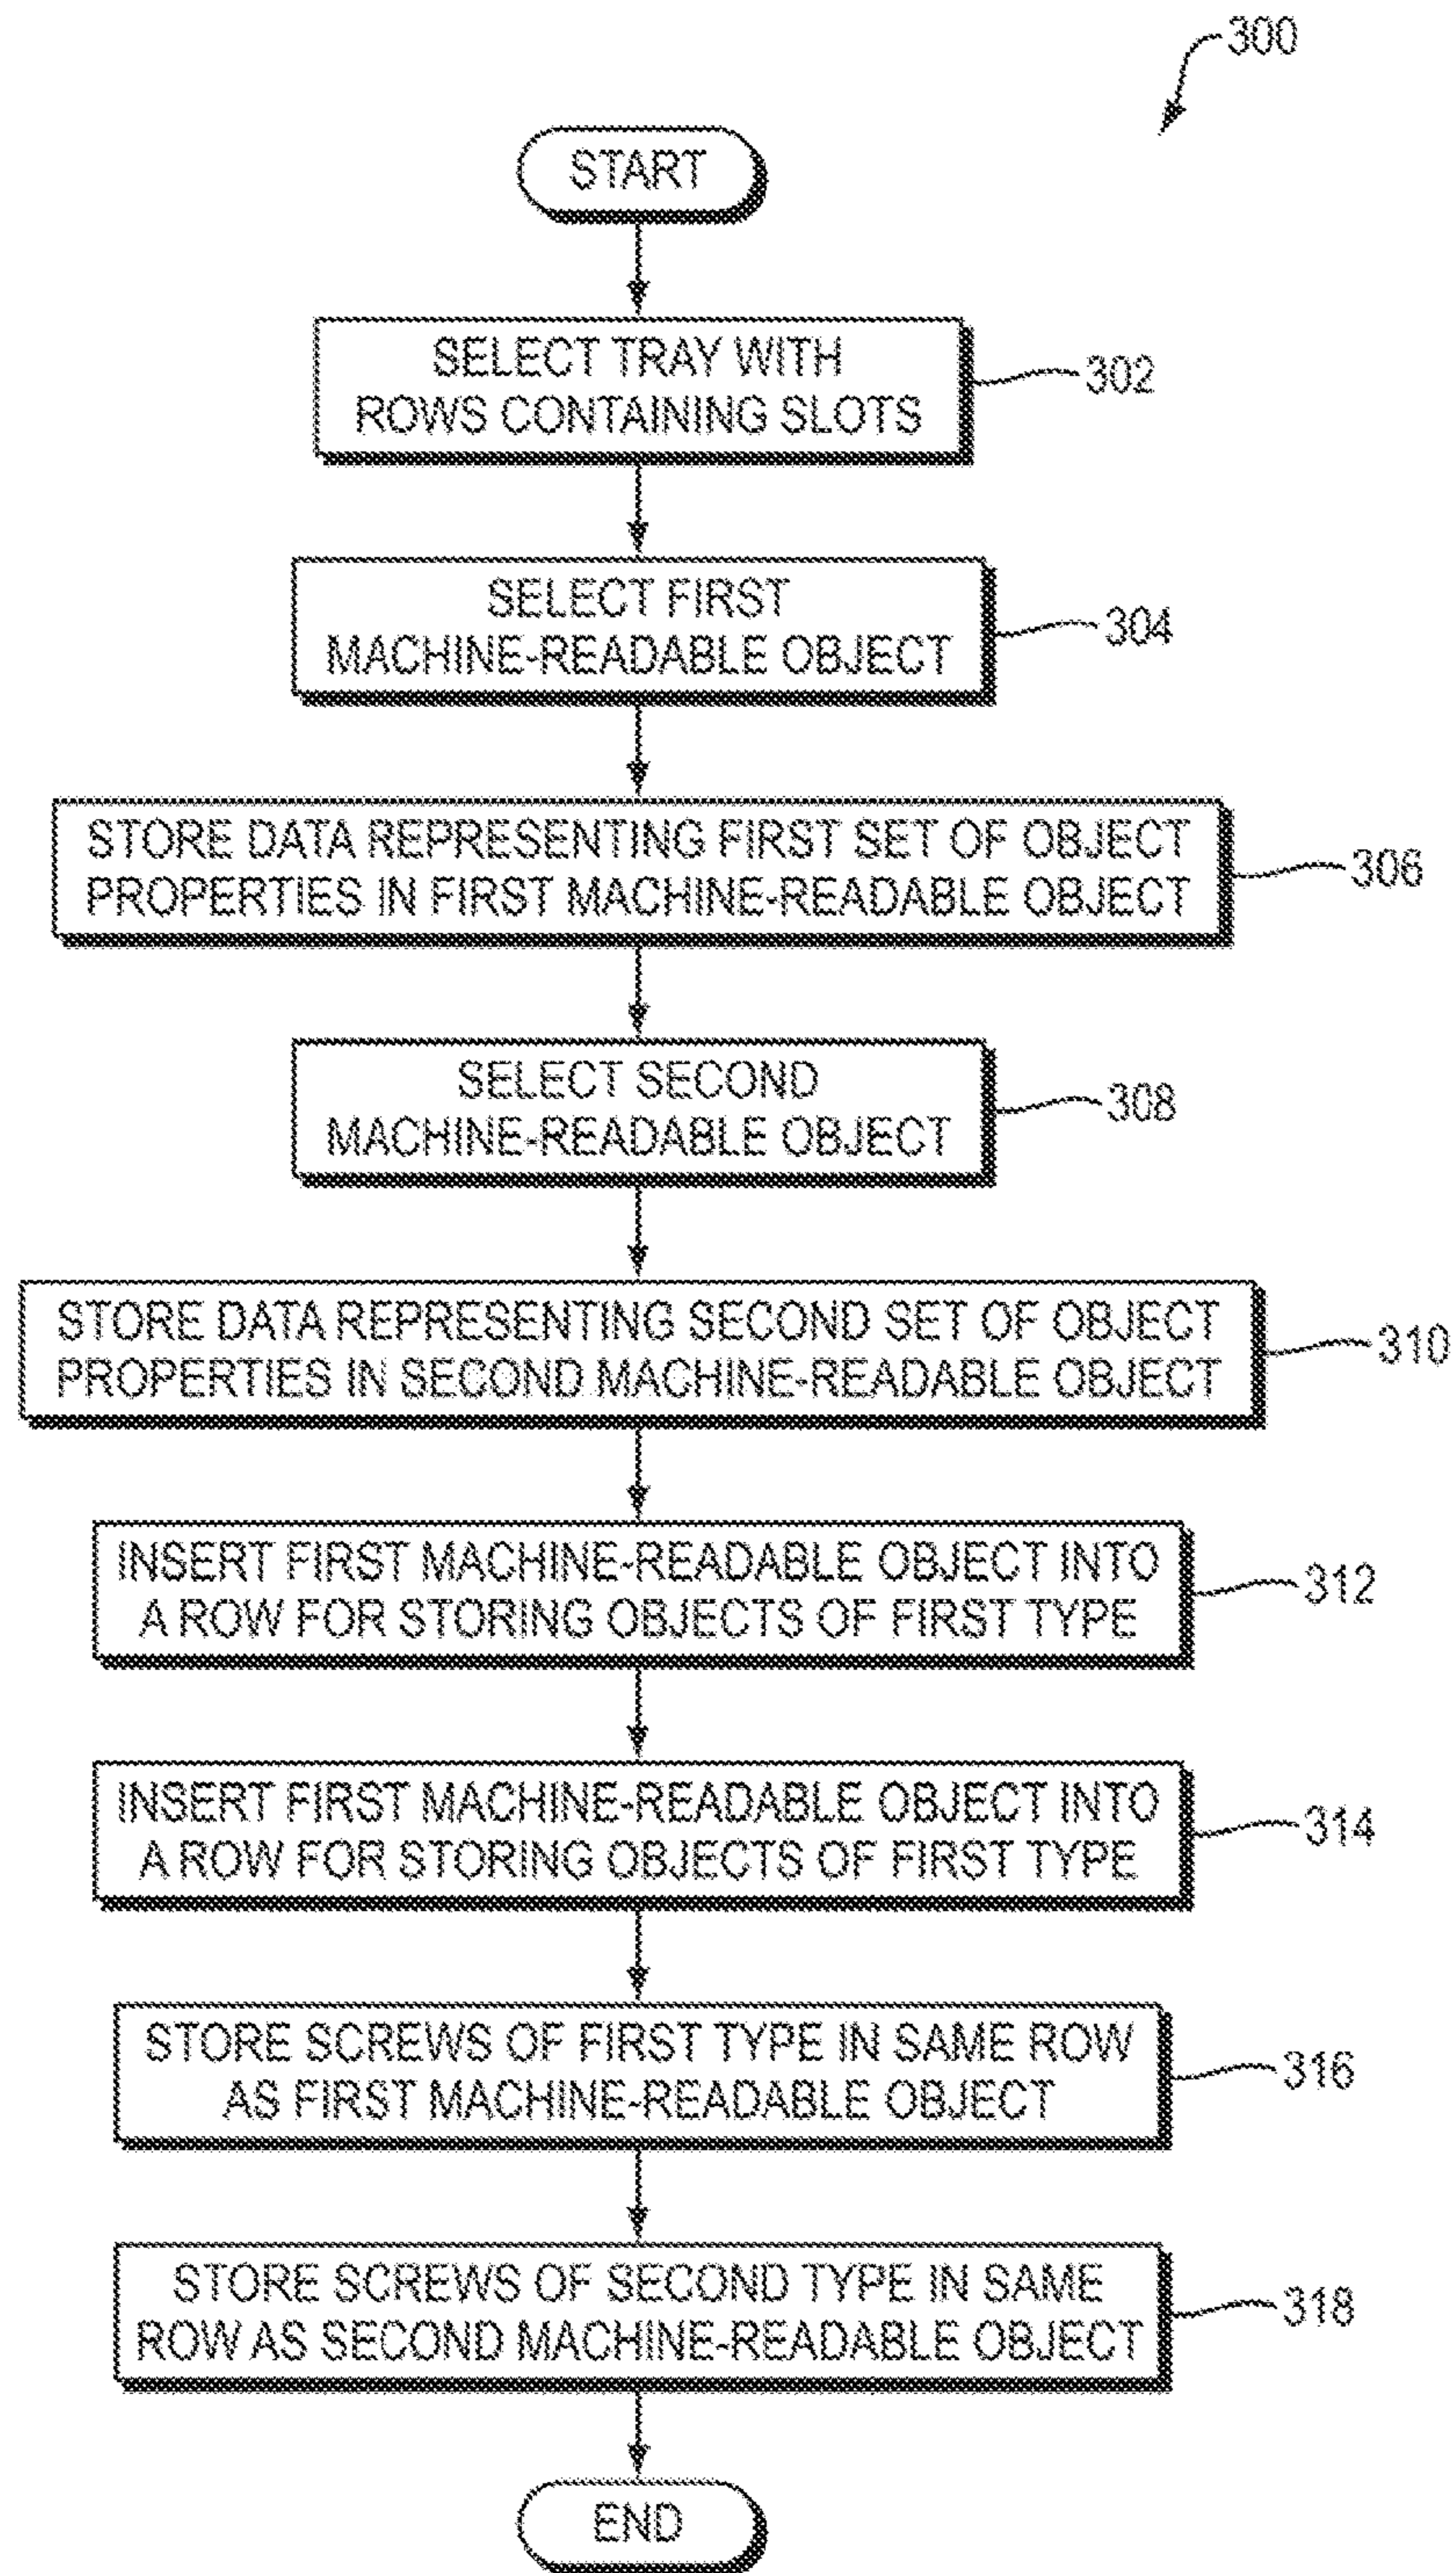 300
START
SELECT TRAY WITH
ROWS CONTAINING SLOTS
302
SELECT FIRST
MACHINE-READABLE OBJECT
304
STORE DATA REPRESENTING FIRST SET OF OBJECT
PROPERTIES IN FIRST MACHINE-READABLE OBJECT
306
SELECT SECOND
MACHINE-READABLE OBJECT
308
STORE DATA REPRESENTING SECOND SET OF OBJECT
PROPERTIES IN SECOND MACHINE-READABLE OBJECT
310
INSERT FIRST MACHINE-READABLE OBJECT INTO
A ROW FOR STORING OBJECTS OF FIRST TYPE
312
INSERT FIRST MACHINE-READABLE OBJECT INTO
A ROW FOR STORING OBJECTS OF FIRST TYPE
314
STORE SCREWS OF FIRST TYPE IN SAME ROW
AS FIRST MACHINE-READABLE OBJECT
316
STORE SCREWS OF SECOND TYPE IN SAME
ROW AS SECOND MACHINE-READABLE OBJECT
318
END